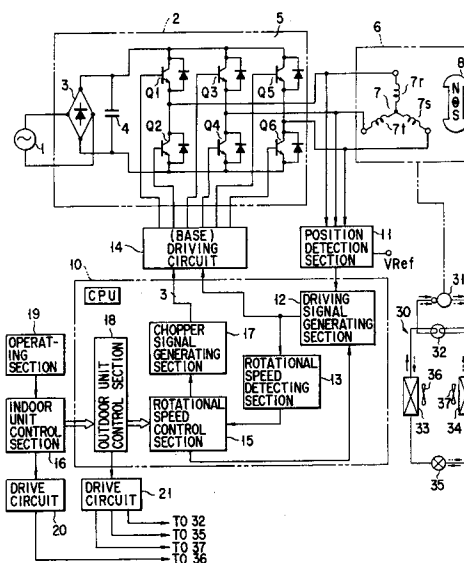 2
5
6
3
4
1
Q1
Q3
Q5
Q2
Q4
Q6
7r
7
7s
7t
8
N
S
(BASE)
DRIVING
CIRCUIT
14
POSITION
DETECTION
SECTION
11
VRef
10
CPU
3
12
DRIVING SIGNAL
GENERATING
SECTION
CHOPPER
SIGNAL
GENERATING
SECTION
17
ROTATIONAL
SPEED
DETECTING
SECTION
13
ROTATIONAL
SPEED
CONTROL
SECTION
15
19
OPERAT-
ING
SECTION
18
OUTDOOR UNIT
CONTROL SECTION
INDOOR
UNIT
CONTROL
SECTION
16
DRIVE
CIRCUIT
20
DRIVE
CIRCUIT
21
TO 32
TO 35
TO 37
TO 36
30
31
32
36
37
33
34
35